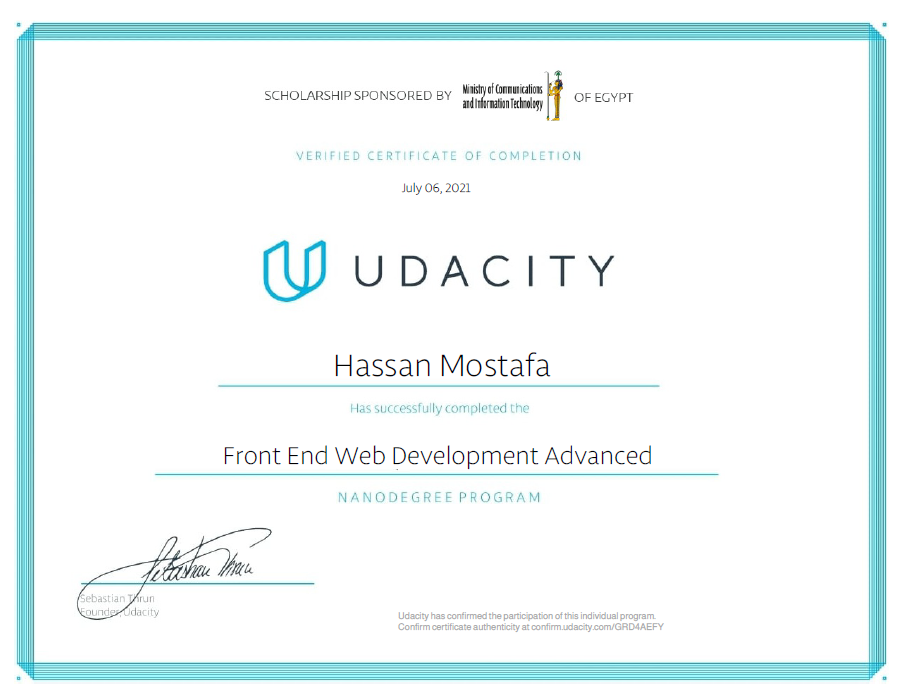 SCHOLARSHIP SPONSORED BY Ministry of Communications and Information Technology OF EGYPT
VERIFIED CERTIFICATE OF COMPLETION
July 06, 2021
UDACITY
Hassan Mostafa
Has successfully completed the
Front End Web Development Advanced
NANODEGREE PROGRAM
Sebastian Thrun
Sebastian Thrun
Founder, Udacity
Udacity has confirmed the participation of this individual program.
Confirm certificate authenticity at confirm.udacity.com/GRD4AEFY